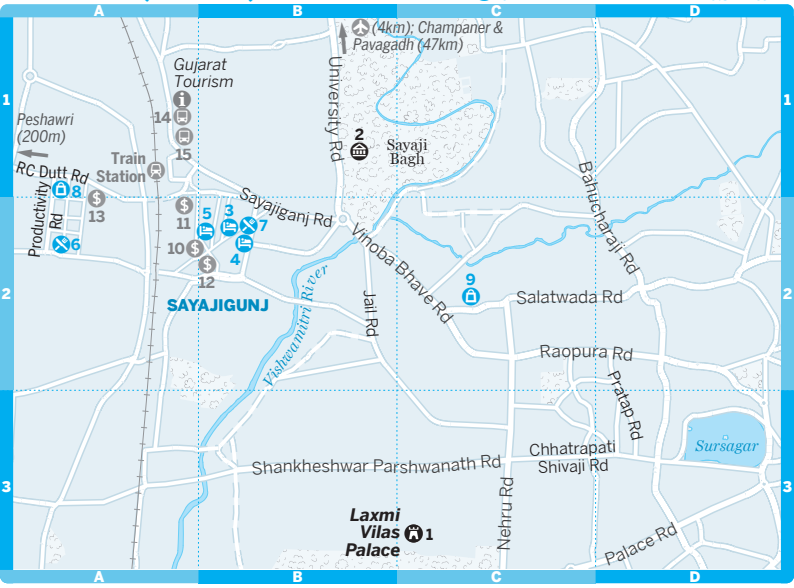 A
B
C
D
(4km); Champaner &
Pavagadh (47km)
Gujarat
Tourism
1
1
14
15
Peshawri
(200m)
Train
Station
RC Dutt Rd
8
13
Productivity
Rd
6
University Rd
2
Sayaji
Bagh
Sayajiganj Rd
11
5
3
7
4
10
12
SAYAJIGUNJ
Vishwamitri River
Vinoba Bhave Rd
Jail Rd
Bahucharaji Rd
9
Salatwada Rd
2
2
Raopura Rd
Pratap Rd
Sursagar
Chhatrapati
Shivaji Rd
Shankheshwar Parshwanath Rd
3
3
Nehru Rd
Laxmi
Vilas
Palace
1
Palace Rd
A
B
C
D